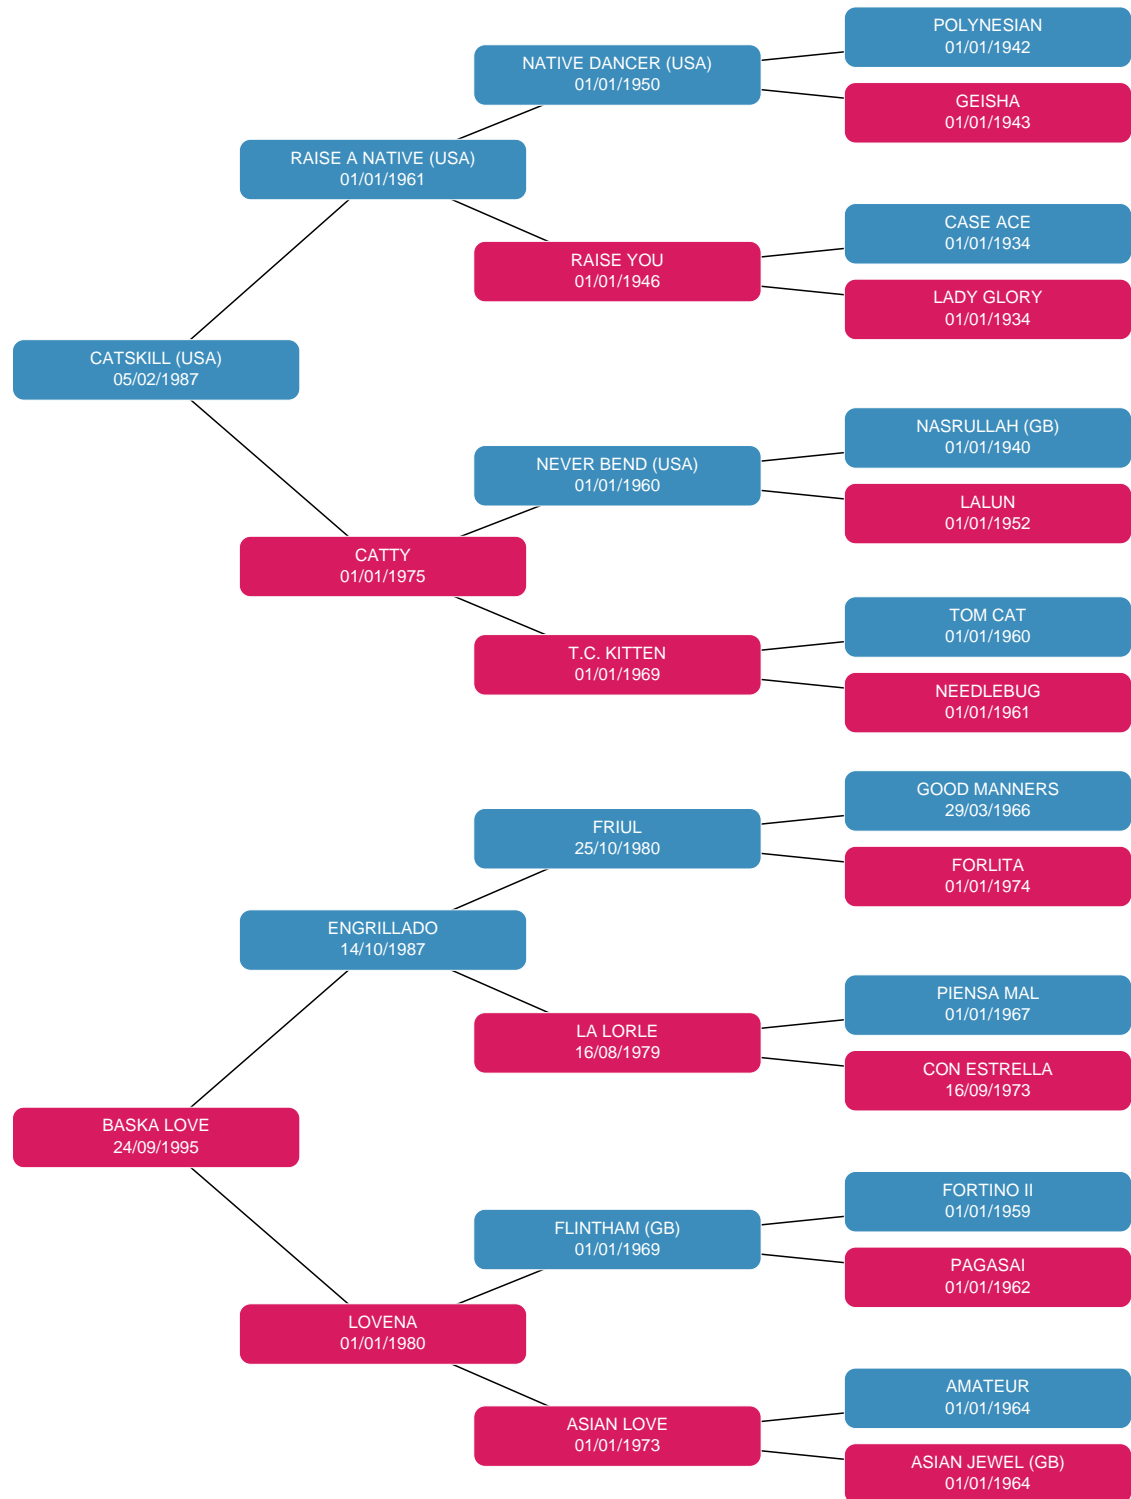 POLYNESIAN
01/01/1942
NATIVE DANCER (USA)
01/01/1950
GEISHA
01/01/1943
RAISE A NATIVE (USA)
01/01/1961
CASE ACE
01/01/1934
RAISE YOU
01/01/1946
LADY GLORY
01/01/1934
CATSKILL (USA)
05/02/1987
NASRULLAH (GB)
01/01/1940
NEVER BEND (USA)
01/01/1960
LALUN
01/01/1952
CATTY
01/01/1975
TOM CAT
01/01/1960
T.C. KITTEN
01/01/1969
NEEDLEBUG
01/01/1961
GOOD MANNERS
29/03/1966
FRIUL
25/10/1980
FORLITA
01/01/1974
ENGRILLADO
14/10/1987
PIENSA MAL
01/01/1967
LA LORLE
16/08/1979
CON ESTRELLA
16/09/1973
BASKA LOVE
24/09/1995
FORTINO II
01/01/1959
FLINTHAM (GB)
01/01/1969
PAGASAI
01/01/1962
LOVENA
01/01/1980
AMATEUR
01/01/1964
ASIAN LOVE
01/01/1973
ASIAN JEWEL (GB)
01/01/1964